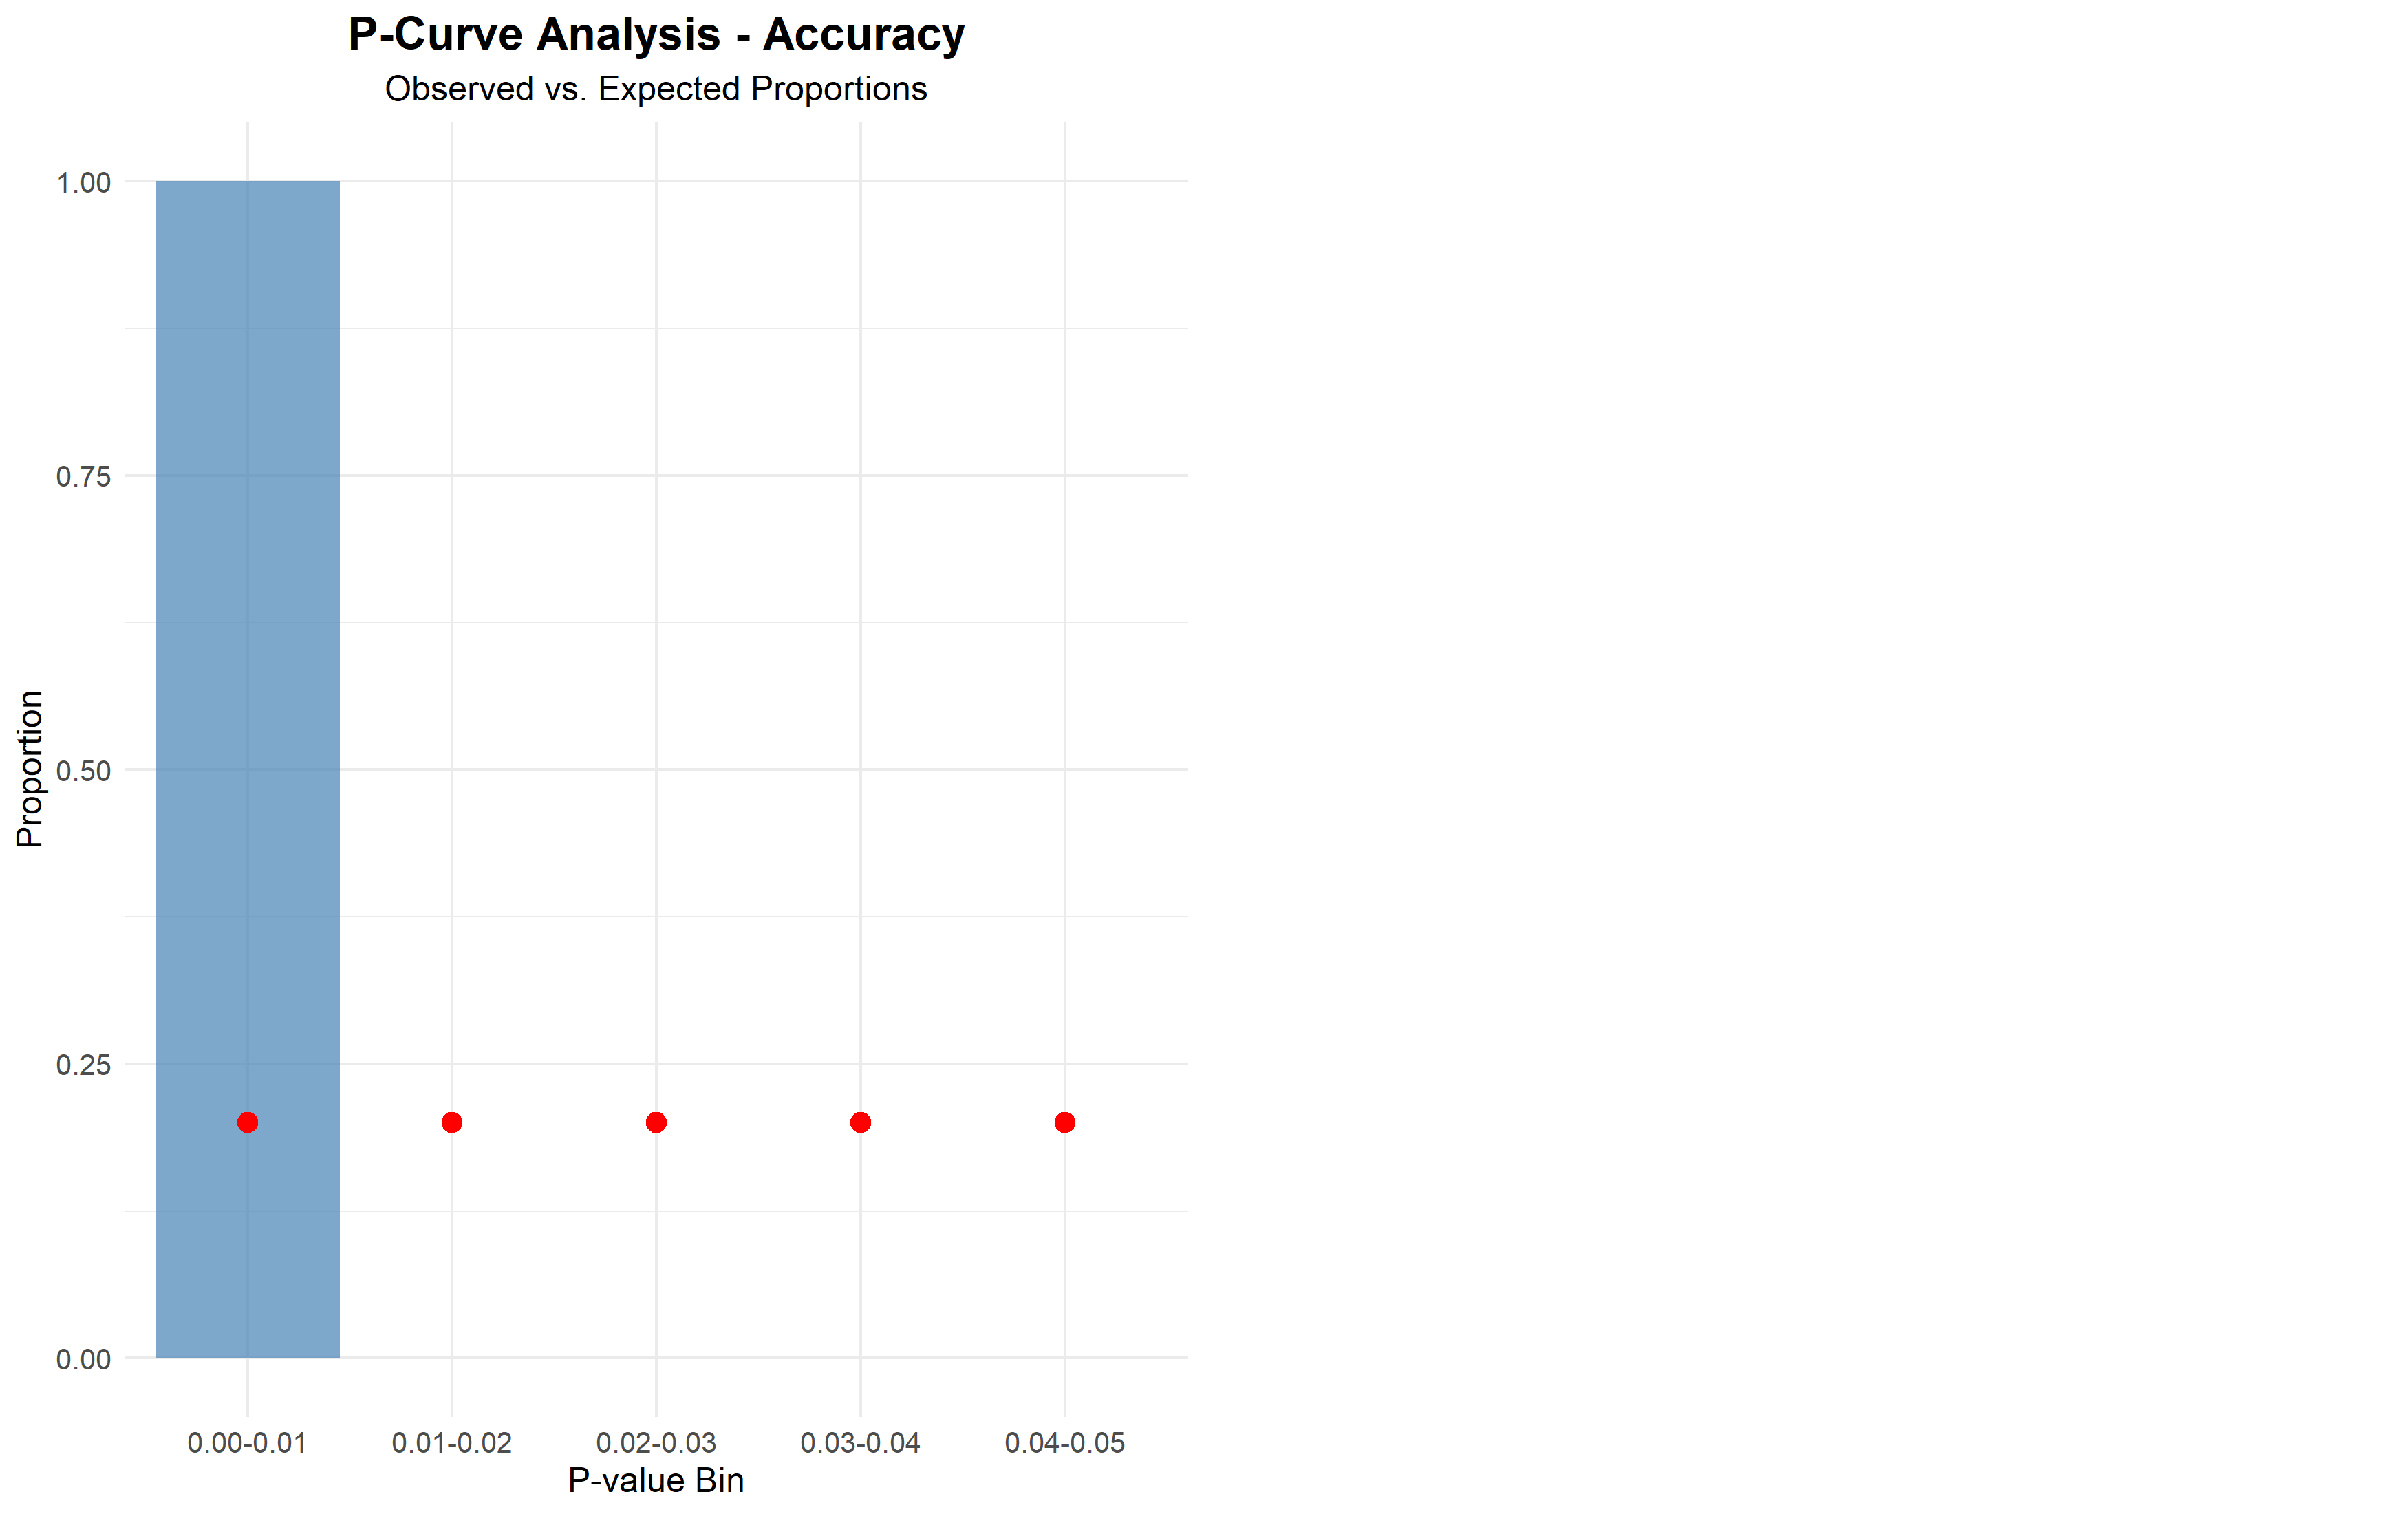 P-Curve Analysis - Accuracy
Observed vs. Expected Proportions
1.00
0.75
0.50
0.25
0.00
Proportion
0.00-0.01 0.01-0.02 0.02-0.03 0.03-0.04 0.04-0.05
P-value Bin